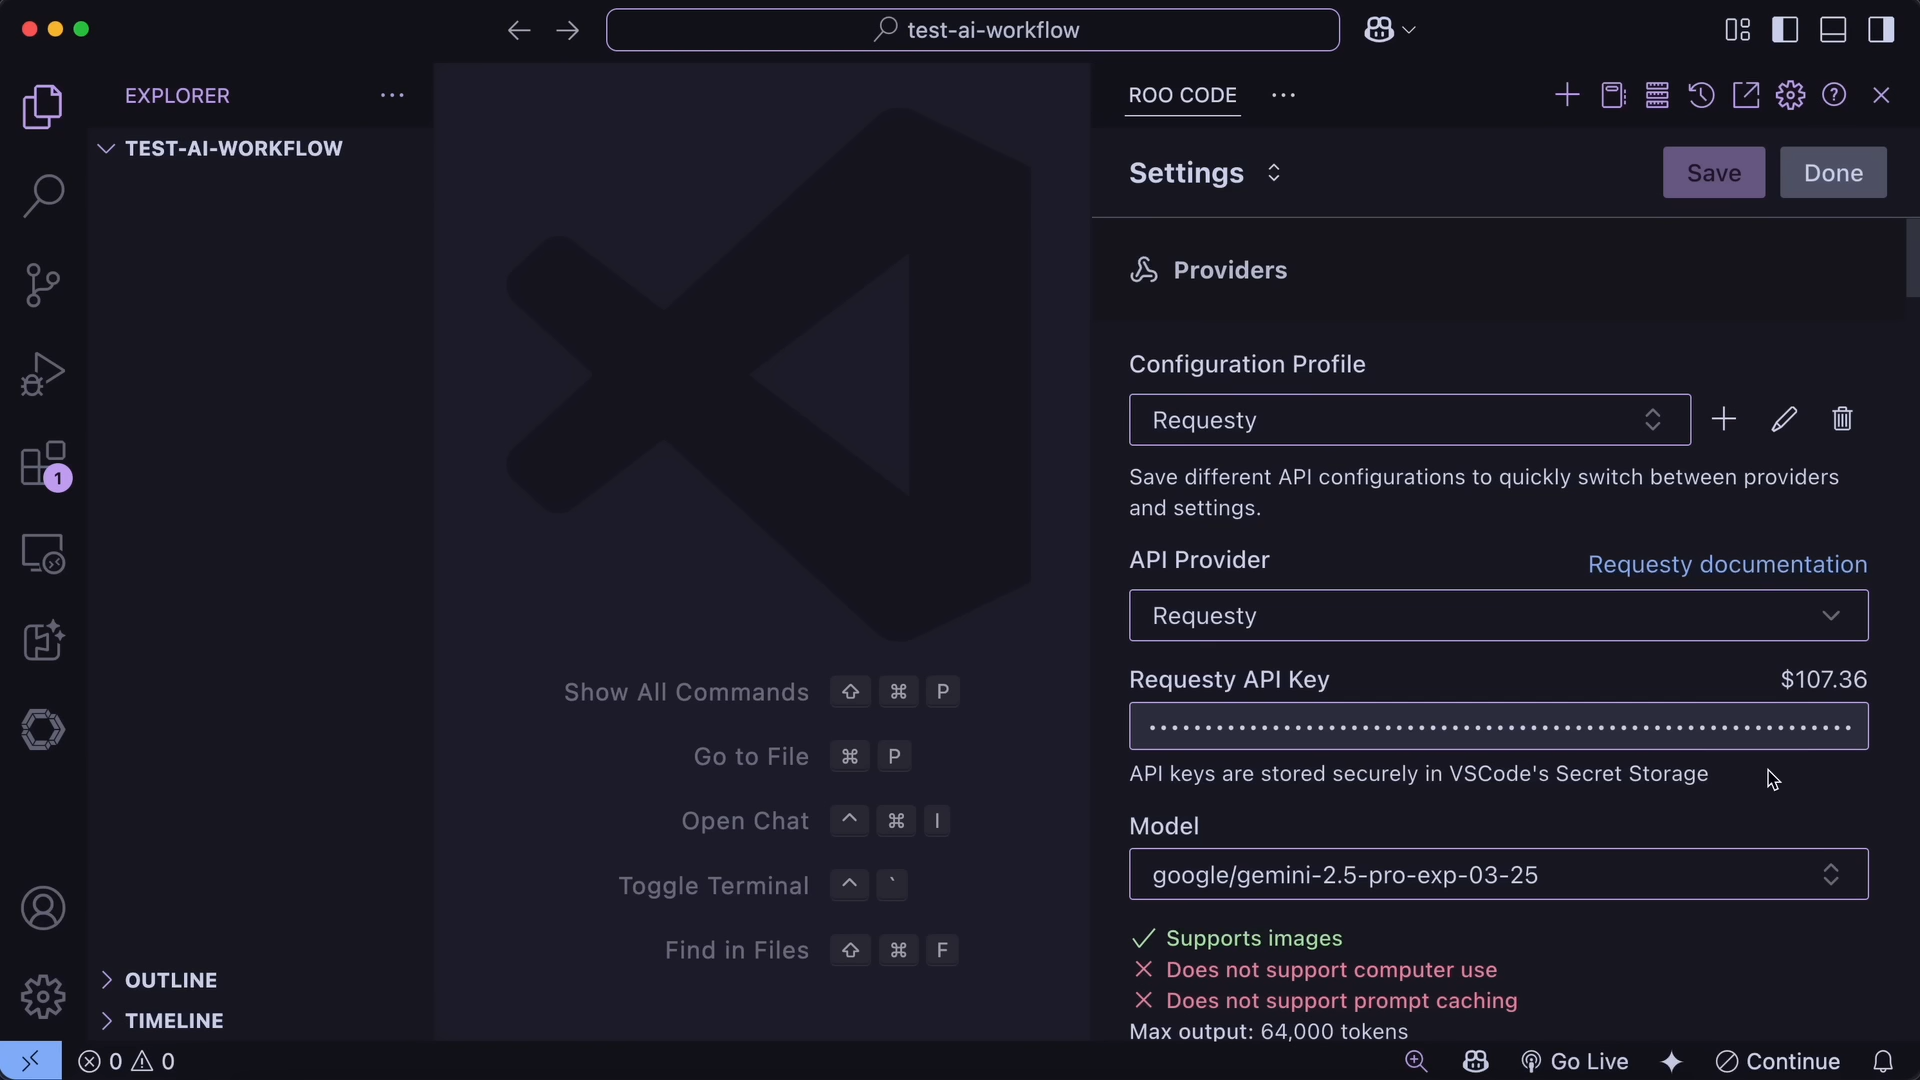 test-ai-workflow
EXPLORER
TEST-AI-WORKFLOW
1
OUTLINE
TIMELINE
Show All Commands ⇧ ⌘ P
Go to File ⌘ P
Open Chat ^ ⌘ I
Toggle Terminal ^ `
Find in Files ⇧ ⌘ F
ROO CODE
Settings
Save
Done
Providers
Configuration Profile
Requesty
Save different API configurations to quickly switch between providers
and settings.
API Provider
Requesty documentation
Requesty
Requesty API Key
$107.36
API keys are stored securely in VSCode's Secret Storage
Model
google/gemini-2.5-pro-exp-03-25
Supports images
Does not support computer use
Does not support prompt caching
Max output: 64,000 tokens
0 0
Go Live
Continue